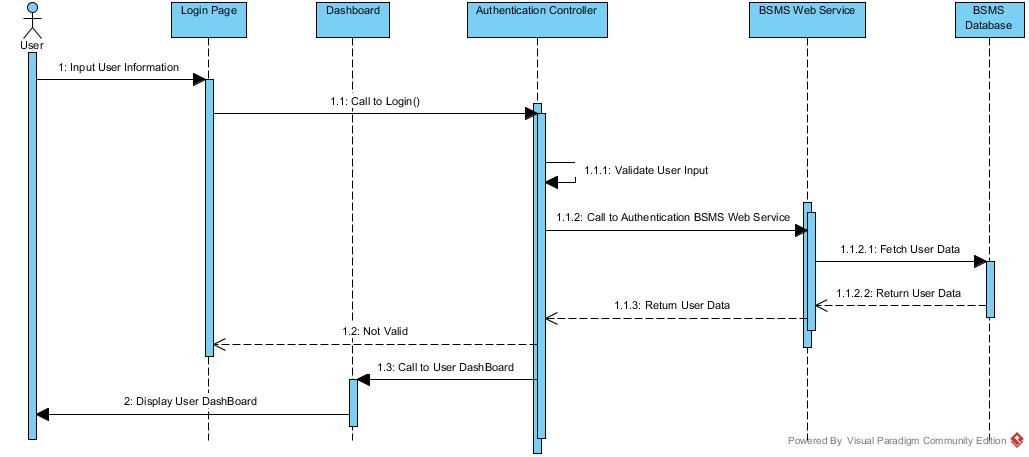 Login Page
Dashboard
Authentication Controller
BSMS Web Service
BSMS
Database
User
1: Input User Information
1.1: Call to Login()
1.1.1: Validate User Input
1.1.2: Call to Authentication BSMS Web Service
1.1.2.1: Fetch User Data
1.1.2.2: Return User Data
1.1.3: Return User Data
1.2: Not Valid
1.3: Call to User DashBoard
2: Display User DashBoard
Powered By Visual Paradigm Community Edition